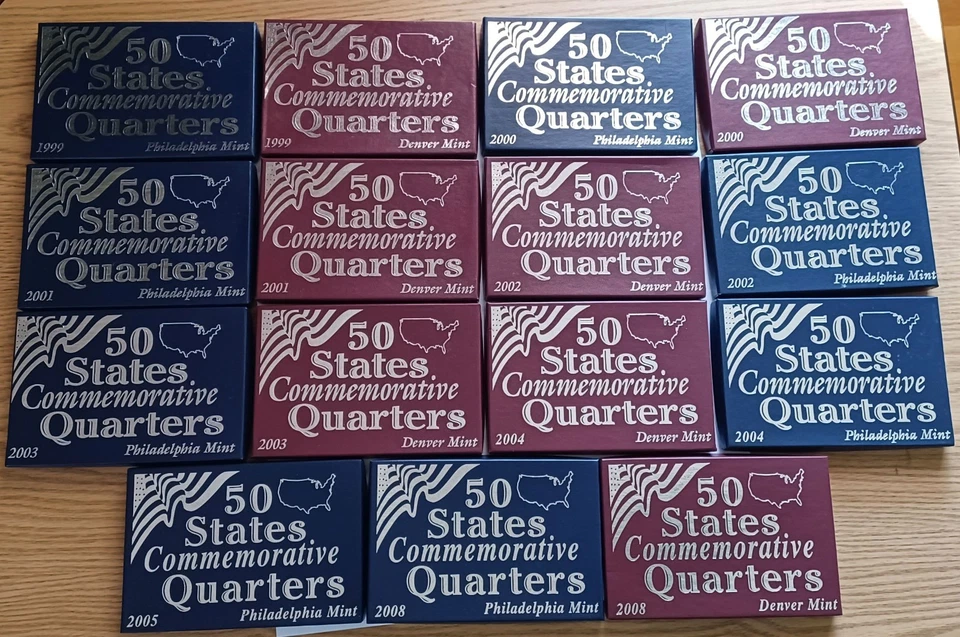 50
States
Commemorative
Quarters
1999 Philadelphia Mint
50
States
Commemorative
Quarters
1999 Denver Mint
50
States
Commemorative
Quarters
2000 Philadelphia Mint
50
States
Commemorative
Quarters
2000 Denver Mint
50
States
Commemorative
Quarters
2001 Philadelphia Mint
50
States
Commemorative
Quarters
2001 Denver Mint
50
States
Commemorative
Quarters
2002 Denver Mint
50
States
Commemorative
Quarters
2002 Philadelphia Mint
50
States
Commemorative
Quarters
2003 Philadelphia Mint
50
States
Commemorative
Quarters
2003 Denver Mint
50
States
Commemorative
Quarters
2004 Denver Mint
50
States
Commemorative
Quarters
2004 Philadelphia Mint
50
States
Commemorative
Quarters
2005 Philadelphia Mint
50
States
Commemorative
Quarters
2008 Philadelphia Mint
50
States
Commemorative
Quarters
2008 Denver Mint